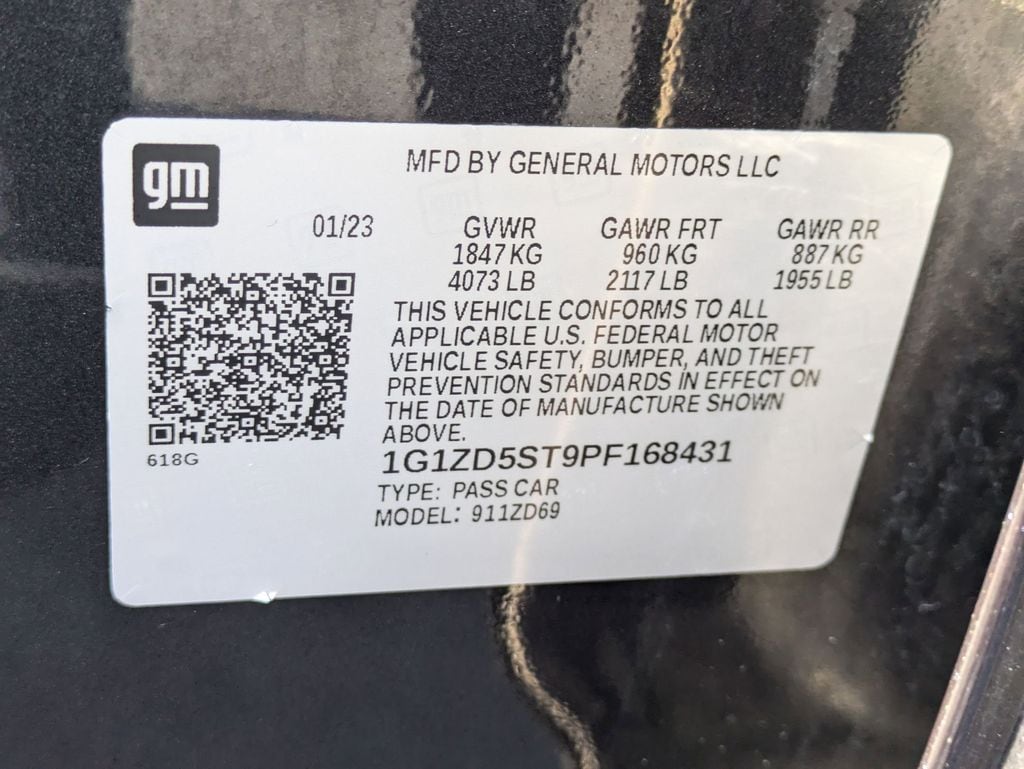 gm
MFD BY GENERAL MOTORS LLC
01/23 GVWR GAWR FRT GAWR RR
1847 KG 960 KG 887 KG
4073 LB 2117 LB 1955 LB
THIS VEHICLE CONFORMS TO ALL
APPLICABLE U.S. FEDERAL MOTOR
VEHICLE SAFETY, BUMPER, AND THEFT
PREVENTION STANDARDS IN EFFECT ON
THE DATE OF MANUFACTURE SHOWN
ABOVE.
618G
1G1ZD5ST9PF168431
TYPE: PASS CAR
MODEL: 911ZD69